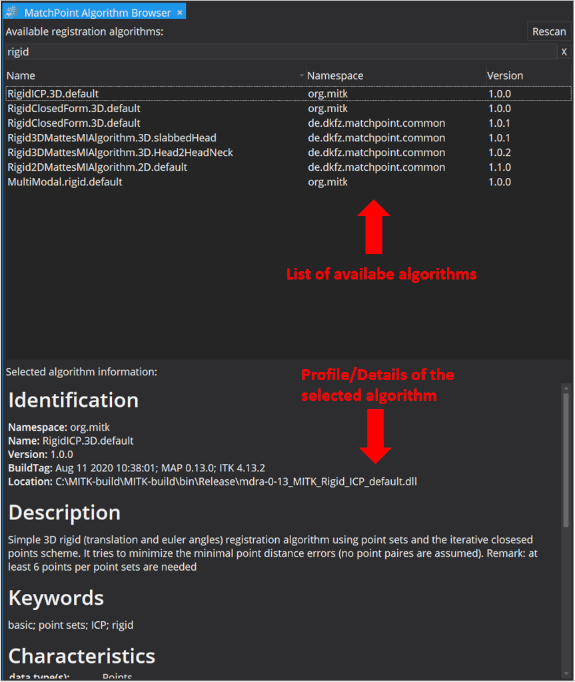 MatchPoint Algorithm Browser ×
Available registration algorithms: Rescan
rigid X
Name Namespace Version
RigidICP.3D.default org.mitk 1.0.0
RigidClosedForm.3D.default org.mitk 1.0.0
RigidClosedForm.3D.default de.dkfz.matchpoint.common 1.0.1
Rigid3DMattesMIAlgorithm.3D.slabbedHead de.dkfz.matchpoint.common 1.0.1
Rigid3DMattesMIAlgorithm.3D.Head2HeadNeck de.dkfz.matchpoint.common 1.0.2
Rigid2DMattesMIAlgorithm.2D.default de.dkfz.matchpoint.common 1.1.0
MultiModal.rigid.default org.mitk 1.0.0
List of availabe algorithms
Selected algorithm information:
Profile/Details of the
selected algorithm
Identification
Namespace: org.mitk
Name: RigidICP.3D.default
Version: 1.0.0
BuildTag: Aug 11 2020 10:38:01; MAP 0.13.0; ITK 4.13.2
Location: C:\MITK-build\MITK-build\bin\Release\mdra-0-13_MITK_Rigid_ICP_default.dll
Description
Simple 3D rigid (translation and euler angles) registration algorithm using point sets and the iterative closesed
points scheme. It tries to minimize the minimal point distance errors (no point paires are assumed). Remark: at
least 6 points per point sets are needed
Keywords
basic; point sets; ICP; rigid
Characteristics
data type(s): Points